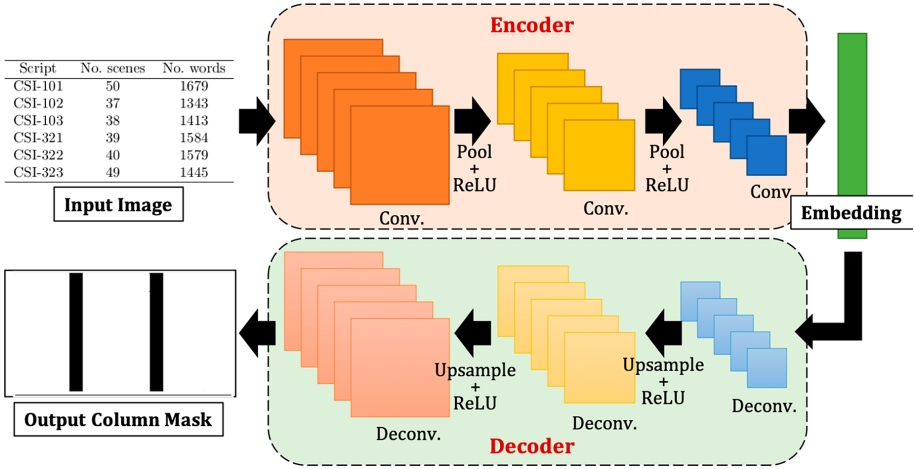 Encoder
Script No. scenes No. words
CSI-101 50 1679
CSI-102 37 1343
CSI-103 38 1413
CSI-321 39 1584
CSI-322 40 1579
CSI-323 49 1445
Input Image
Pool
+
ReLU
Pool
+
ReLU
Conv.
Conv.
Conv.
Embedding
Upsample
+
ReLU
Upsample
+
ReLU
Deconv.
Deconv.
Deconv.
Output Column Mask
Decoder